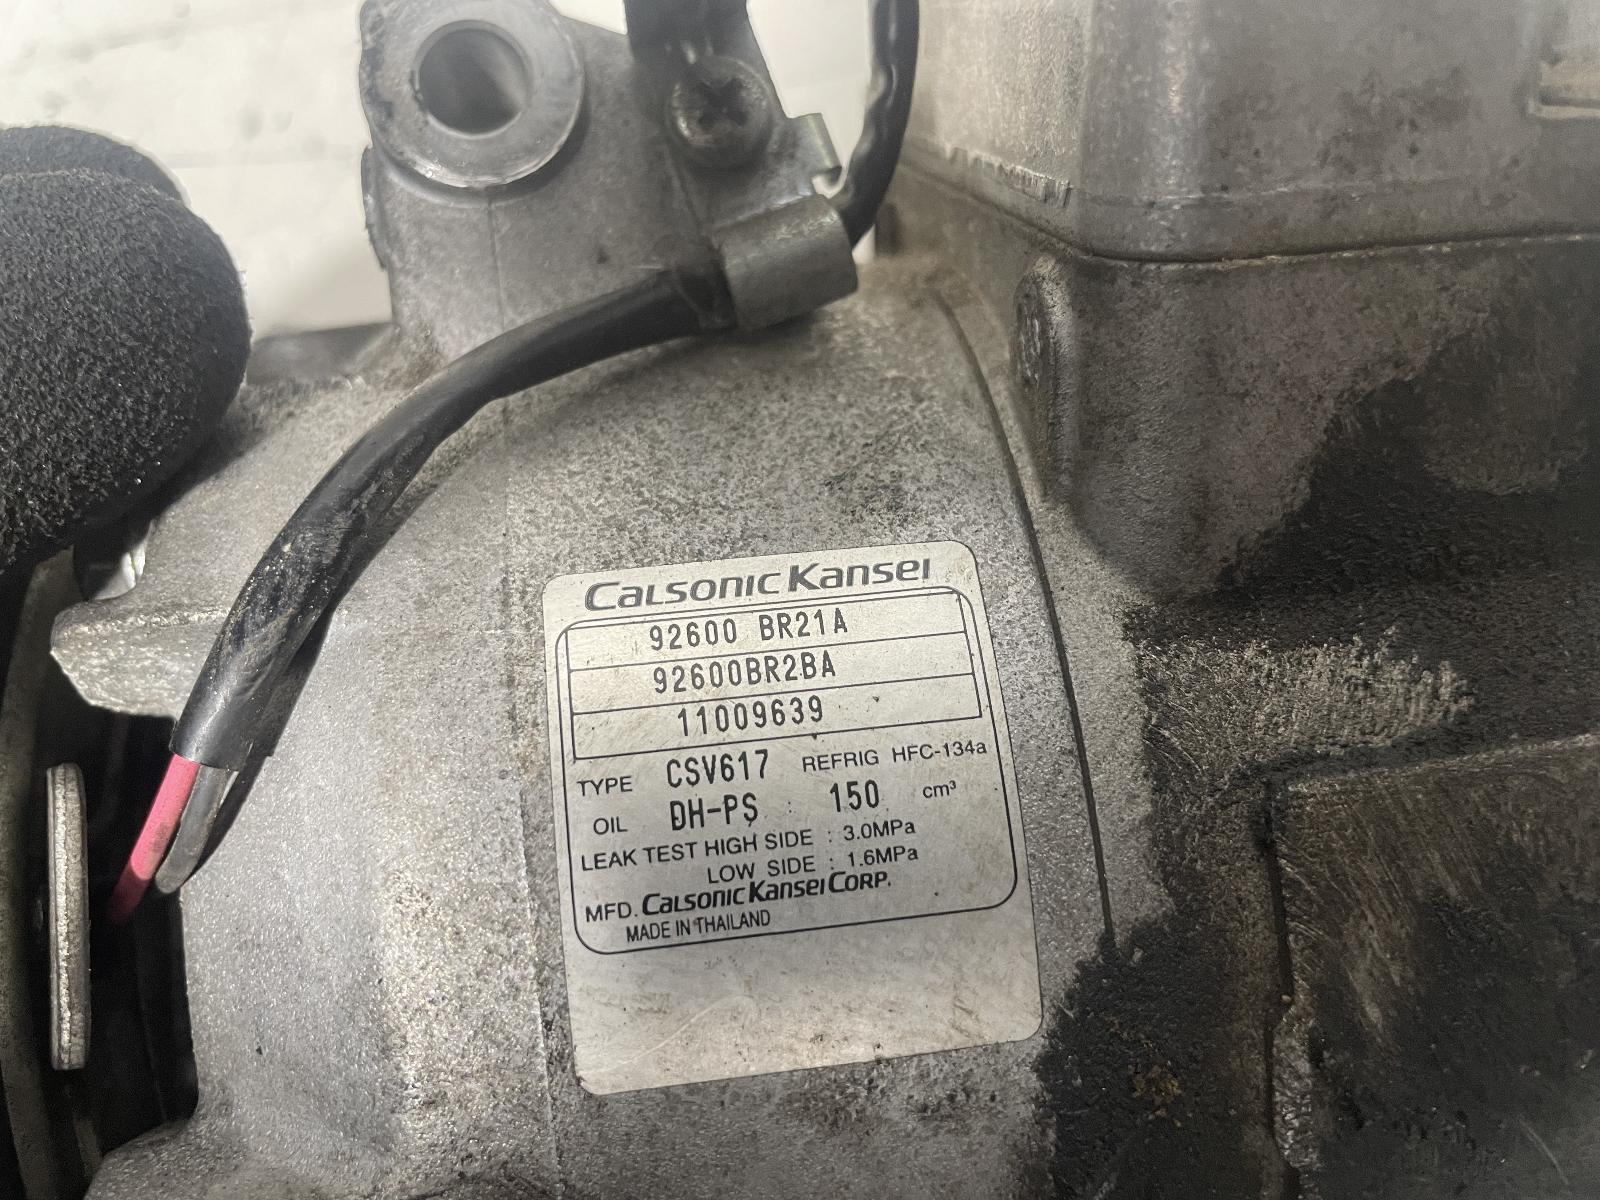 Calsonic Kansei
92600 BR21A
92600BR2BA
11009639
TYPE CSV617 REFRIG HFC-134a
OIL DH-PS : 150 cm³
LEAK TEST HIGH SIDE : 3.0MPa
LOW SIDE : 1.6MPa
MFD. Calsonic Kansei Corp.
MADE IN THAILAND